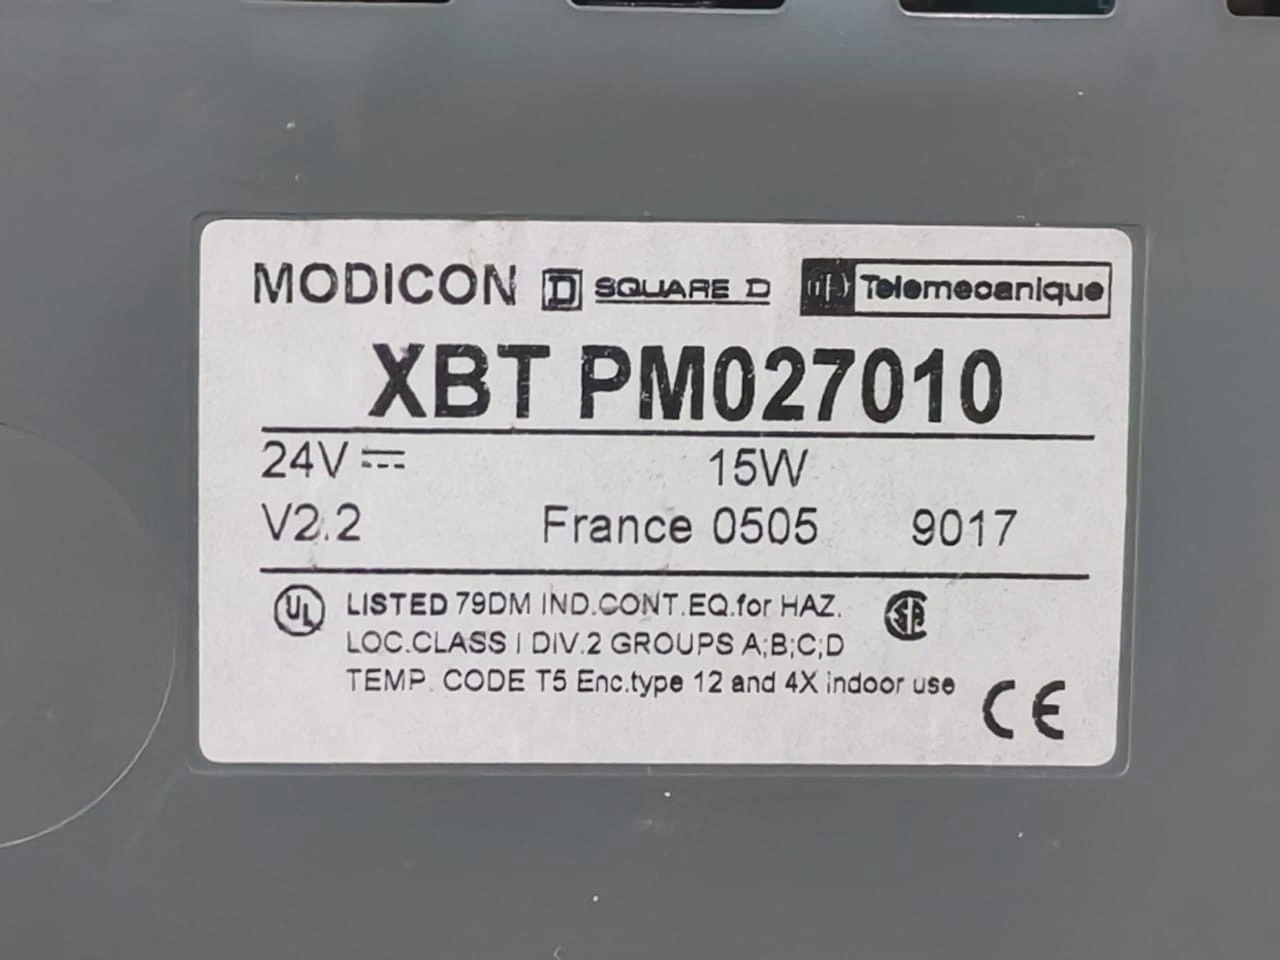 MODICON D SQUARE D Telemecanique
XBT PM027010
24V 15W
V2.2 France 0505 9017
UL LISTED 79DM IND.CONT.EQ.for HAZ.
LOC.CLASS I DIV.2 GROUPS A;B;C;D
TEMP. CODE T5 Enc.type 12 and 4X indoor use
CE